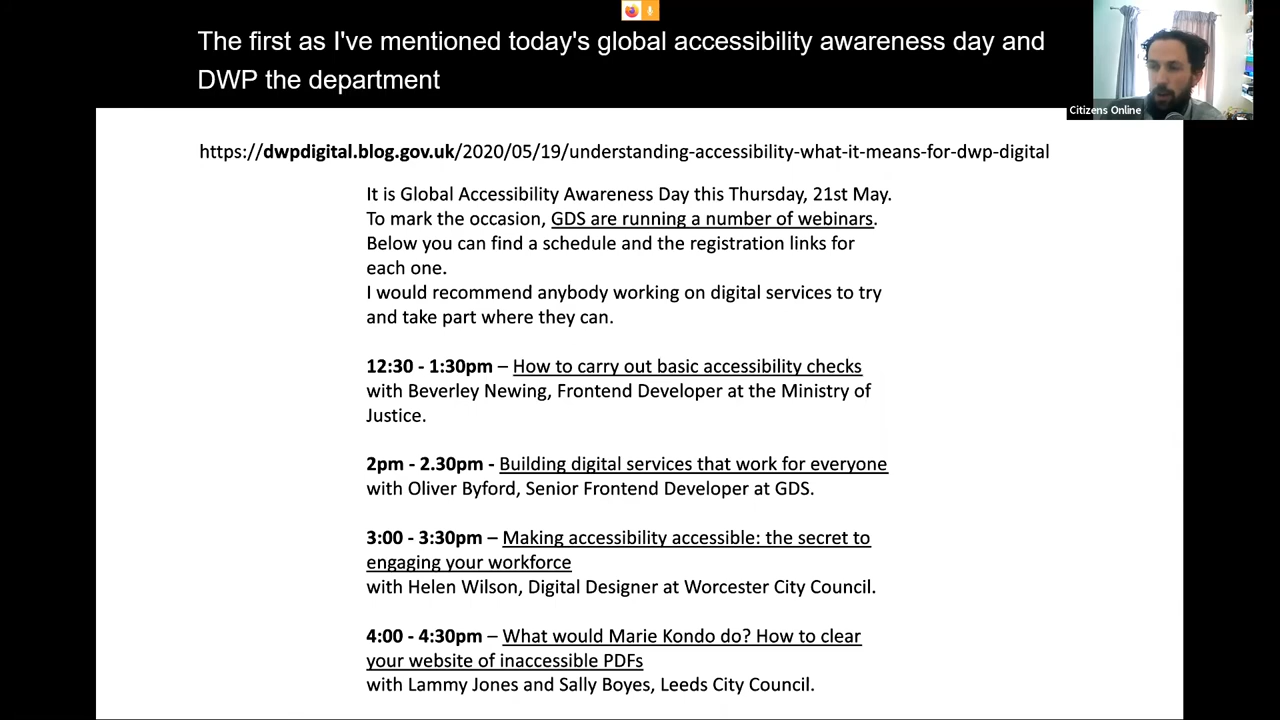 The first as I've mentioned today's global accessibility awareness day and
DWP the department
Citizens Online
https://dwpdigital.blog.gov.uk/2020/05/19/understanding-accessibility-what-it-means-for-dwp-digital
It is Global Accessibility Awareness Day this Thursday, 21st May.
To mark the occasion, GDS are running a number of webinars.
Below you can find a schedule and the registration links for
each one.
I would recommend anybody working on digital services to try
and take part where they can.
12:30 - 1:30pm – How to carry out basic accessibility checks
with Beverley Newing, Frontend Developer at the Ministry of
Justice.
2pm - 2.30pm - Building digital services that work for everyone
with Oliver Byford, Senior Frontend Developer at GDS.
3:00 - 3:30pm – Making accessibility accessible: the secret to
engaging your workforce
with Helen Wilson, Digital Designer at Worcester City Council.
4:00 - 4:30pm – What would Marie Kondo do? How to clear
your website of inaccessible PDFs
with Lammy Jones and Sally Boyes, Leeds City Council.